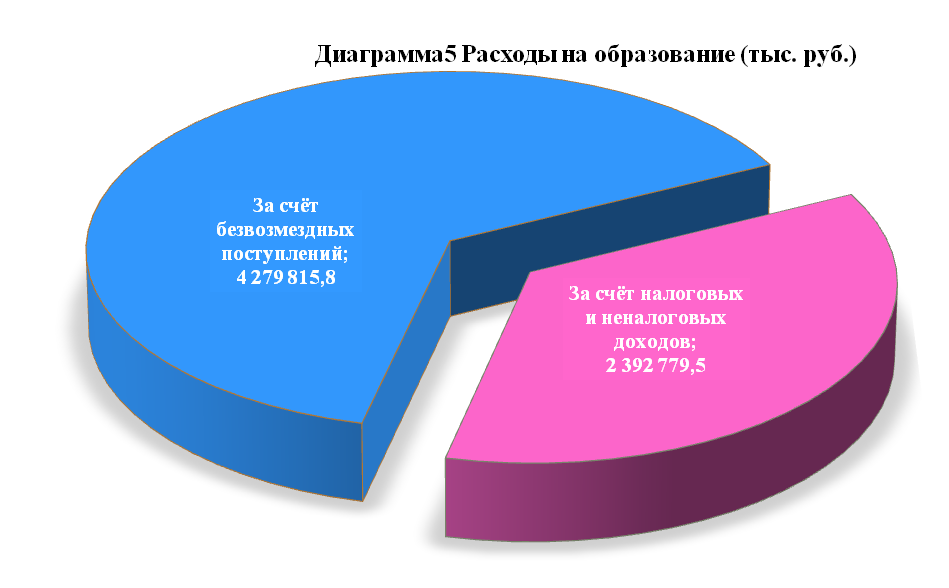 Диаграмма5 Расходы на образование (тыс. руб.)
За счёт
безвозмездных
поступлений;
4 279 815,8
За счёт налоговых
и неналоговых
доходов;
2 392 779,5